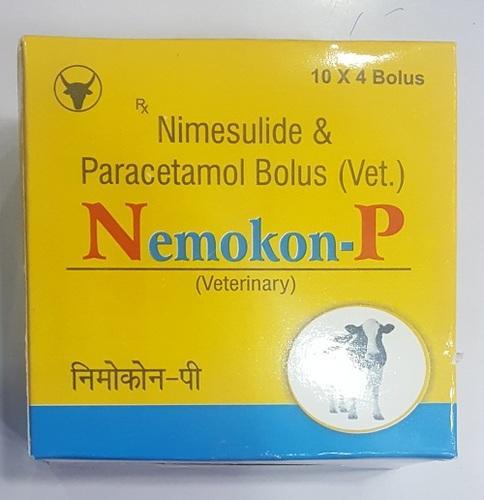 10 X 4 Bolus
Rx
Nimesulide &
Paracetamol Bolus (Vet.)
Nemokon-P
(Veterinary)
निमोकोन-पी